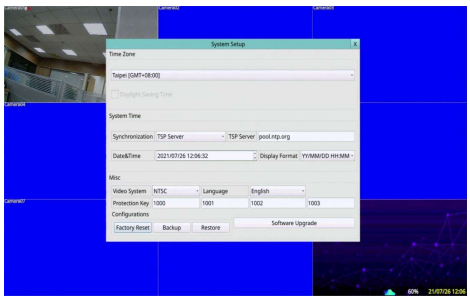 Camera02
Camera03
System Setup X
Time Zone
Taipei [GMT+08:00]
Daylight Saving Time
Camera04
System Time
Synchronization TSP Server TSP Server pool.ntp.org
Date&Time 2021/07/26 12:06:32 Display Format YY/MM/DD HH:MM
Misc
Video System NTSC Language English
Camera07
Protection Key 1000 1001 1002 1003
Configurations
Factory Reset Backup Restore Software Upgrade
60% 21/07/26 12:06